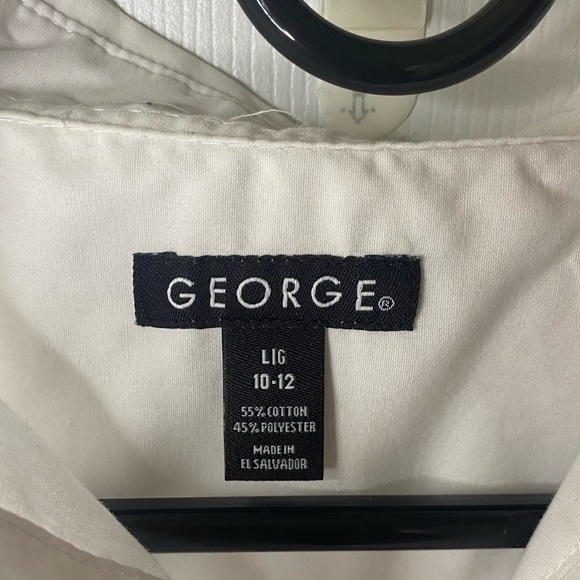 GEORGE®
L|G
10-12
55% COTTON
45% POLYESTER
MADE IN
EL SALVADOR